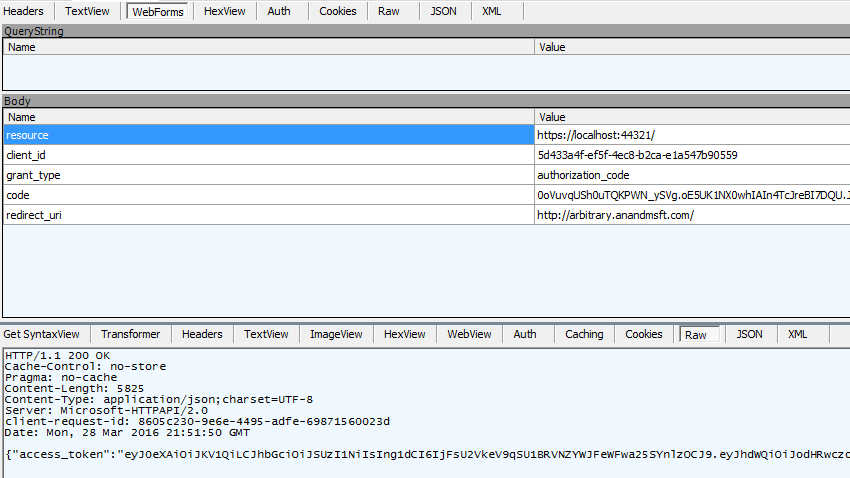 Headers TextView WebForms HexView Auth Cookies Raw JSON XML
QueryString
Name Value
Body
Name Value
resource https://localhost:44321/
client_id 5d433a4f-ef5f-4ec8-b2ca-e1a547b90559
grant_type authorization_code
code 0oVuvqUSh0uTQKPWN_ySVg.oE5UK1NX0whIAIn4TcJreBI7DQU.J
redirect_uri http://arbitrary.anandmsft.com/
Get SyntaxView Transformer Headers TextView ImageView HexView WebView Auth Caching Cookies Raw JSON XML
HTTP/1.1 200 OK
Cache-Control: no-store
Pragma: no-cache
Content-Length: 5825
Content-Type: application/json;charset=UTF-8
Server: Microsoft-HTTPAPI/2.0
client-request-id: 8605c230-9e6e-4495-adfe-69871560023d
Date: Mon, 28 Mar 2016 21:51:50 GMT
{"access_token":"eyJ0eXAiOiJKV1QiLCJhbGciOiJSUzI1NiIsIng1dCI6IjFsU2VkeV9qSU1BRVNZYWJFeWFwa25SYnlzOCJ9.eyJhdWQiOiJodHRwczo